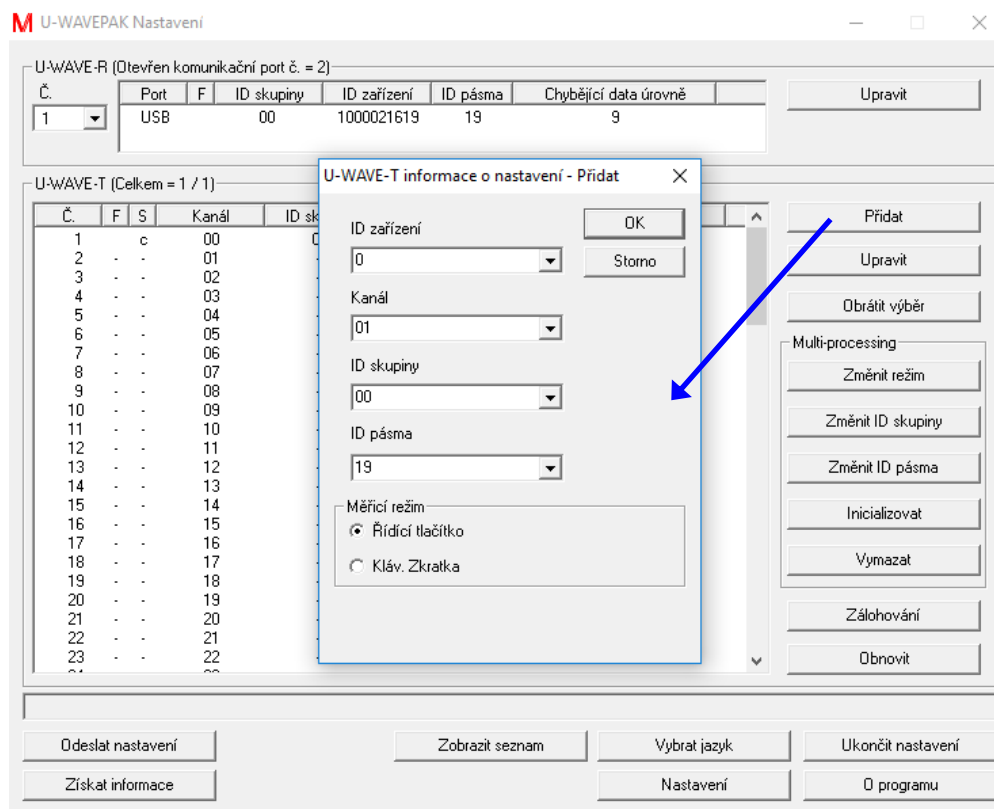 U-WAVEPAK Nastavení
U-WAVE-R (Otevřen komunikační port č. = 2)
Č. Port F ID skupiny ID zařízení ID pásma Chybějící data úrovně
1 USB 00 1000021619 19 9
Upravit
U-WAVE-T (Celkem = 1 / 1)
Č. F S Kanál ID sk
1 c 00
2 - - 01
3 - - 02
4 - - 03
5 - - 04
6 - - 05
7 - - 06
8 - - 07
9 - - 08
10 - - 09
11 - - 10
12 - - 11
13 - - 12
14 - - 13
15 - - 14
16 - - 15
17 - - 16
18 - - 17
19 - - 18
20 - - 19
21 - - 20
22 - - 21
23 - - 22
U-WAVE-T informace o nastavení - Přidat
ID zařízení
0
Kanál
01
ID skupiny
00
ID pásma
19
Měřicí režim
Řídící tlačítko
Kláv. Zkratka
OK
Storno
Přidat
Upravit
Obrátit výběr
Multi-processing
Změnit režim
Změnit ID skupiny
Změnit ID pásma
Inicializovat
Vymazat
Zálohování
Obnovit
Odeslat nastavení Zobrazit seznam Vybrat jazyk Ukončit nastavení
Získat informace Nastavení O programu